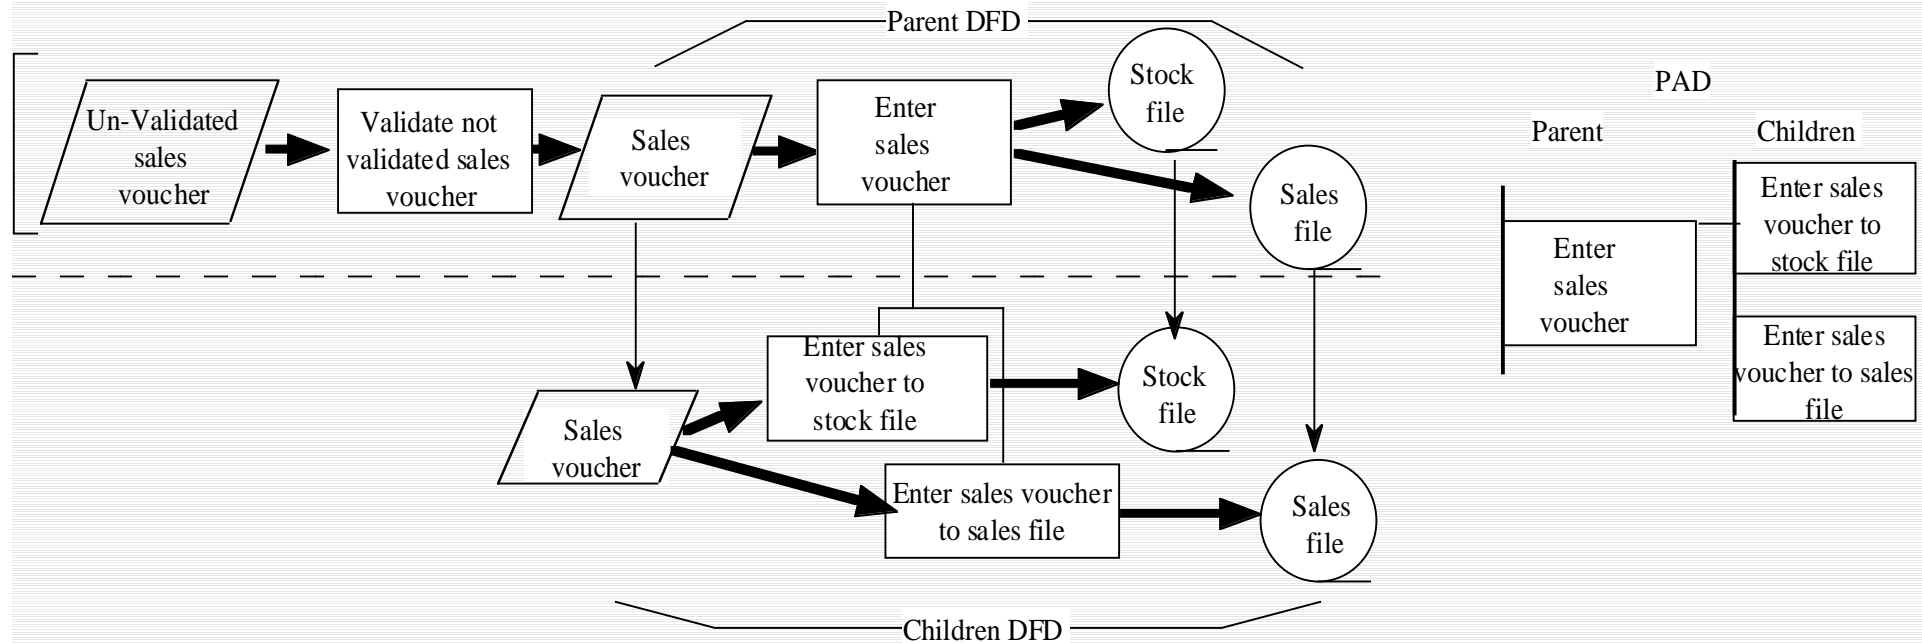 Parent DFD
Un-Validated
sales
voucher
Validate not
validated sales
voucher
Sales
voucher
Enter
sales
voucher
Stock
file
Sales
file
Sales
voucher
Enter sales
voucher to
stock file
Stock
file
Enter sales voucher
to sales file
Sales
file
Children DFD
PAD
Parent
Children
Enter
sales
voucher
Enter sales
voucher to
stock file
Enter sales
voucher to sales
file